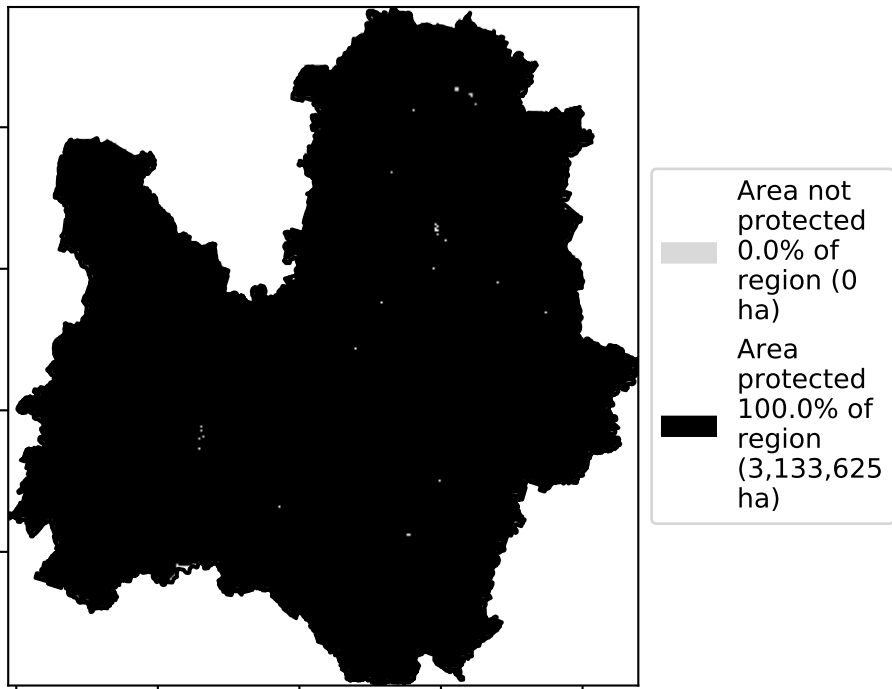 Area not
protected
0.0% of
region (0
ha)
Area
protected
100.0% of
region
(3,133,625
ha)